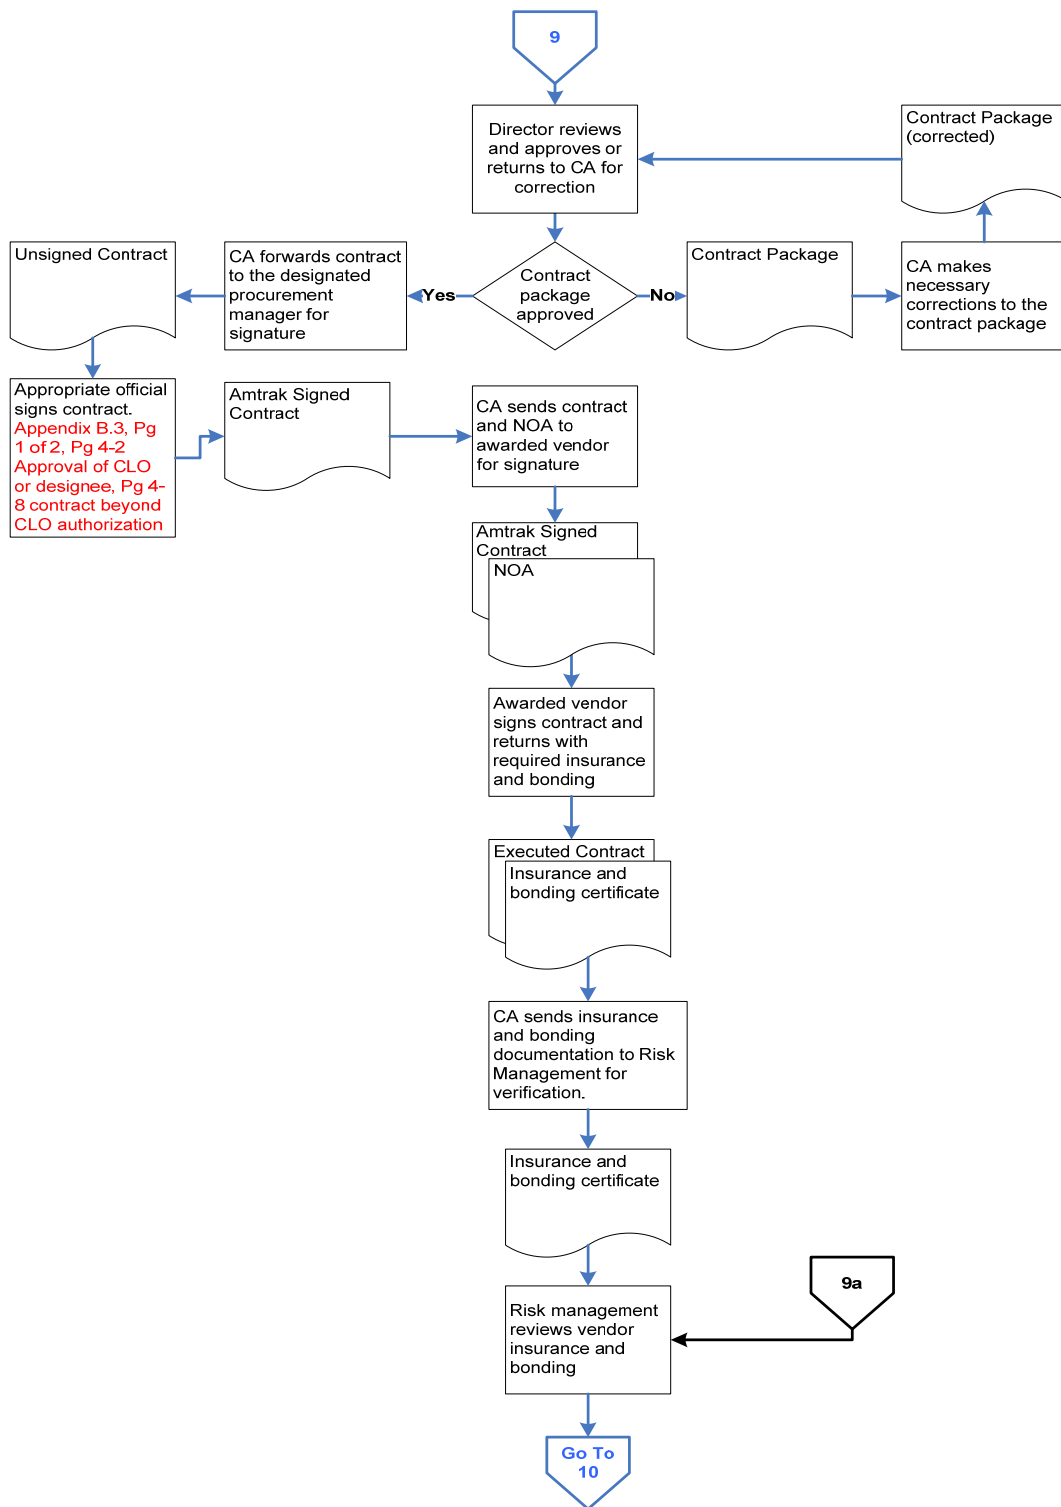 9
Director reviews
and approves or
returns to CA for
correction
Contract Package
(corrected)
Unsigned Contract
CA forwards contract
to the designated
procurement
manager for
signature
Yes
Contract
package
approved
No
Contract Package
CA makes
necessary
corrections to the
contract package
Appropriate official
signs contract.
Appendix B.3, Pg
1 of 2, Pg 4-2
Approval of CLO
or designee, Pg 4-
8 contract beyond
CLO authorization
Amtrak Signed
Contract
CA sends contract
and NOA to
awarded vendor
for signature
Amtrak Signed
Contract
NOA
Awarded vendor
signs contract and
returns with
required insurance
and bonding
Executed Contract
Insurance and
bonding certificate
CA sends insurance
and bonding
documentation to Risk
Management for
verification.
Insurance and
bonding certificate
9a
Risk management
reviews vendor
insurance and
bonding
Go To
10